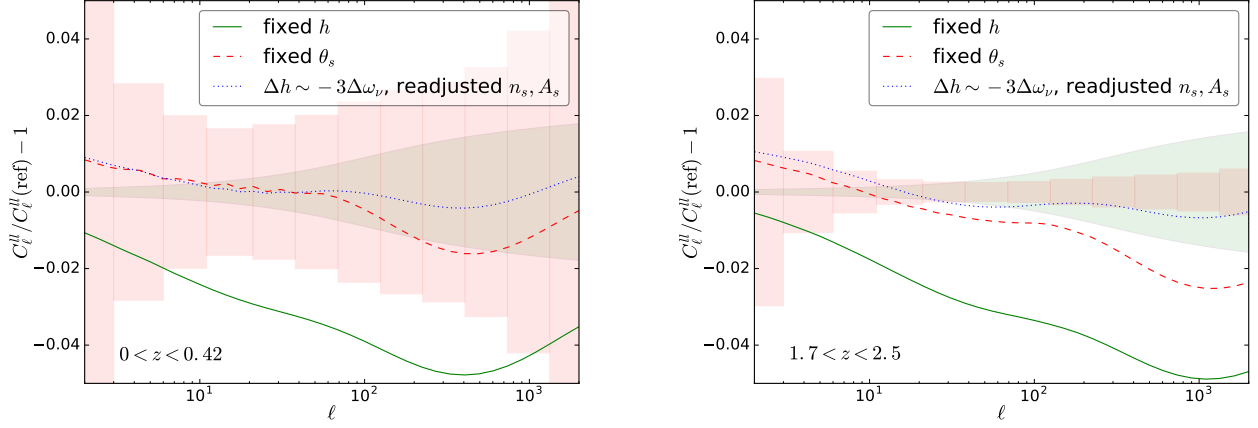 0.04
0.02
0.00
−0.02
−0.04
C_ℓ^{ll}/C_ℓ^{ll}(ref) − 1
fixed h
fixed θ_s
Δh ∼ −3Δω_ν, readjusted n_s, A_s
0 < z < 0.42
10^1
10^2
10^3
ℓ
0.04
0.02
0.00
−0.02
−0.04
C_ℓ^{ll}/C_ℓ^{ll}(ref) − 1
fixed h
fixed θ_s
Δh ∼ −3Δω_ν, readjusted n_s, A_s
1.7 < z < 2.5
10^1
10^2
10^3
ℓ